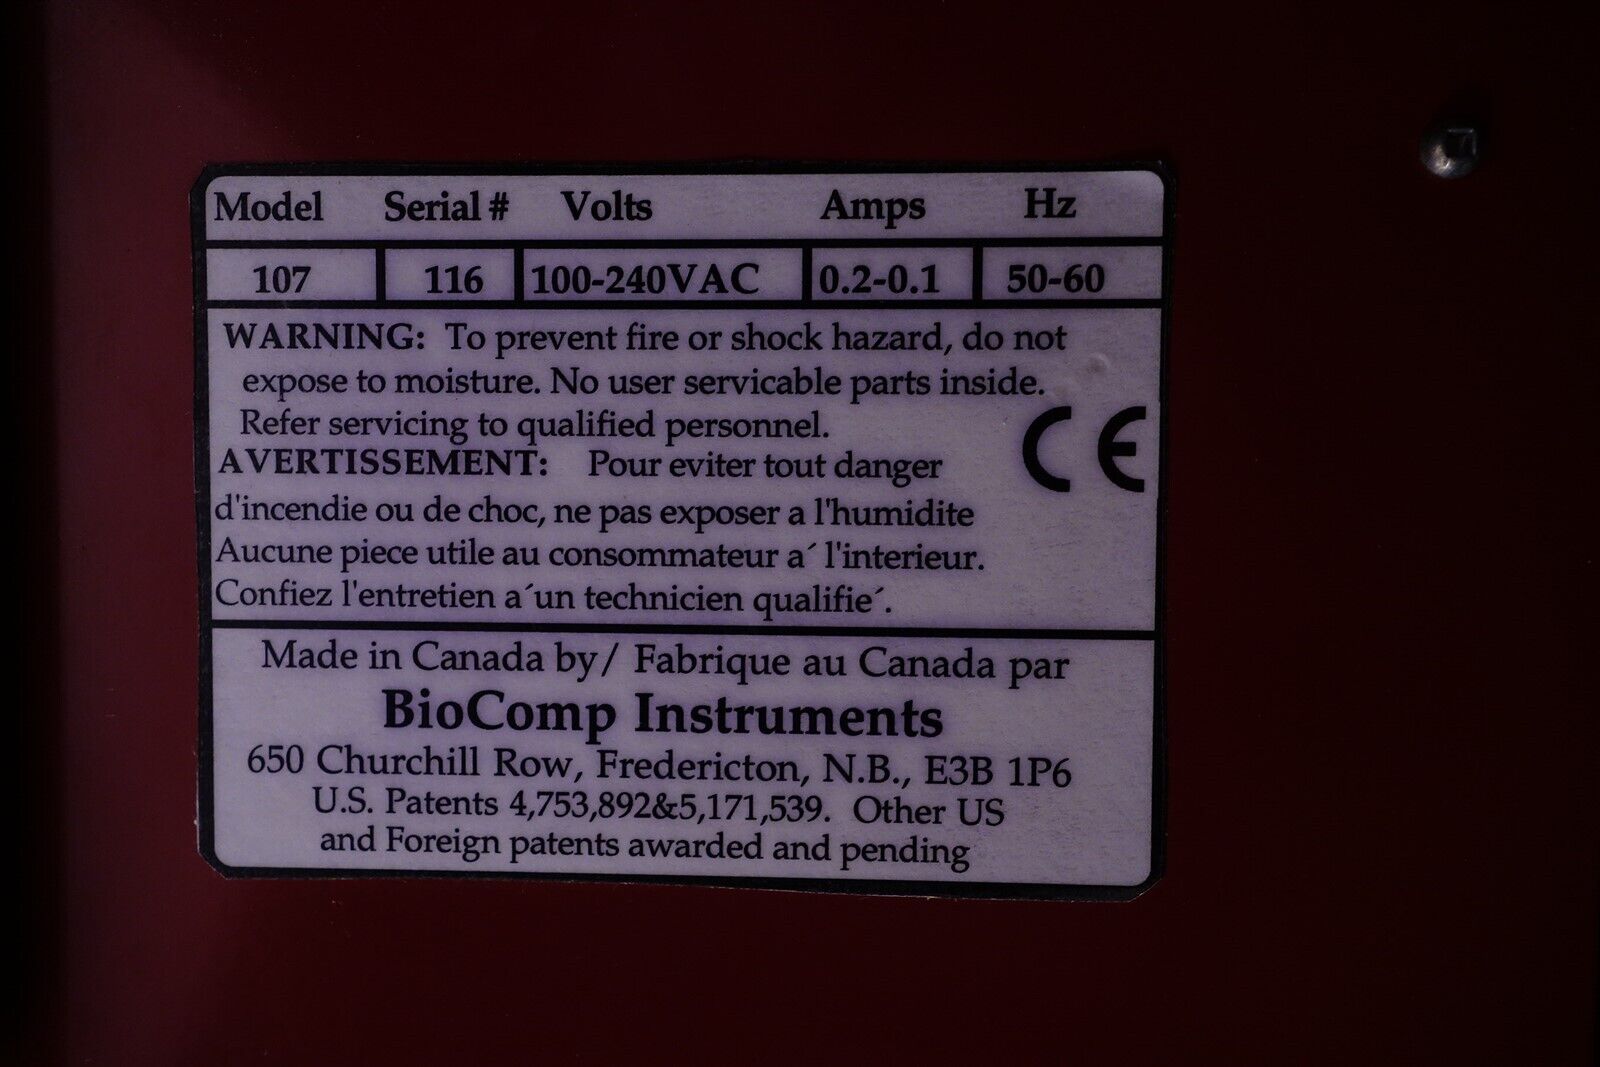 Model Serial # Volts Amps Hz
107 116 100-240VAC 0.2-0.1 50-60
WARNING: To prevent fire or shock hazard, do not
expose to moisture. No user servicable parts inside.
Refer servicing to qualified personnel.
CE
AVERTISSEMENT: Pour eviter tout danger
d'incendie ou de choc, ne pas exposer a l'humidite
Aucune piece utile au consommateur a´ l'interieur.
Confiez l'entretien a´un technicien qualifie´.
Made in Canada by/ Fabrique au Canada par
BioComp Instruments
650 Churchill Row, Fredericton, N.B., E3B 1P6
U.S. Patents 4,753,892&5,171,539. Other US
and Foreign patents awarded and pending